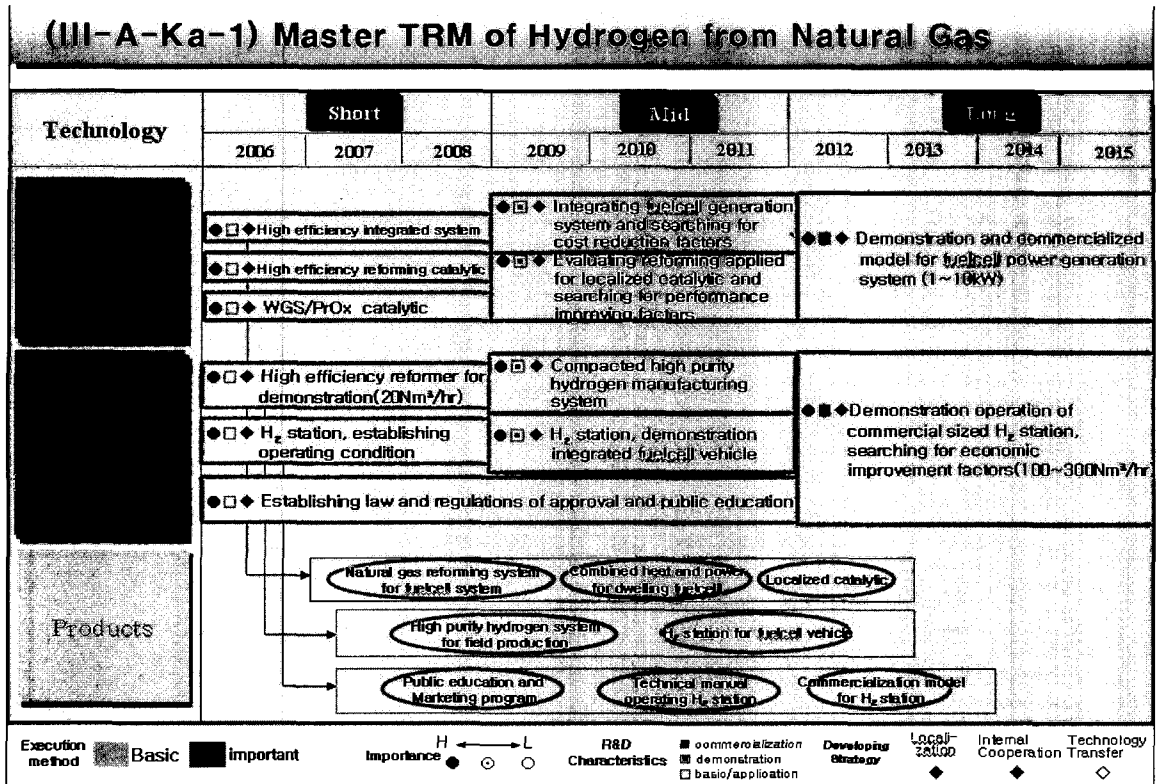 (III-A-Ka-1) Master TRM of Hydrogen from Natural Gas
Technology
Short
Mid
Long
2006
2007
2008
2009
2010
2011
2012
2013
2014
2015
●□◆High efficiency integrated system
●□◆High efficiency reforming catalytic
●□◆ WGS/PrOx catalytic
●▣◆ Integrating fuelcell generation
system and searching for
cost reduction factors
●▣◆ Evaluating reforming applied
for localized catalytic and
searching for performance
improving factors
●■◆ Demonstration and commercialized
model for fuelcell power generation
system (1~10kW)
●□◆ High efficiency reformer for
demonstration(20Nm³/hr)
●□◆ H₂ station, establishing
operating condition
●▣◆ Compacted high purity
hydrogen manufacturing
system
●▣◆ H₂ station, demonstration
integrated fuelcell vehicle
●■◆Demonstration operation of
commercial sized H₂ station,
searching for economic
improvement factors(100~300Nm³/hr)
●□◆ Establishing law and regulations of approval and public education
Products
Natural gas reforming system
for fuelcell system
Combined heat and power
for dwelling fuelcell
Localized catalytic
High purity hydrogen system
for field production
H₂ station for fuelcell vehicle
Public education and
Marketing program
Technical manual
operating H₂ station
Commercialization model
for H₂ station
Execution
method
Basic
important
Importance
H ←→ L
● ⊙ ○
R&D
Characteristics
■ commercialization
▣ demonstration
□ basic/application
Developing
Strategy
Locali-
zation
◆
Internal
Cooperation
◆
Technology
Transfer
◇